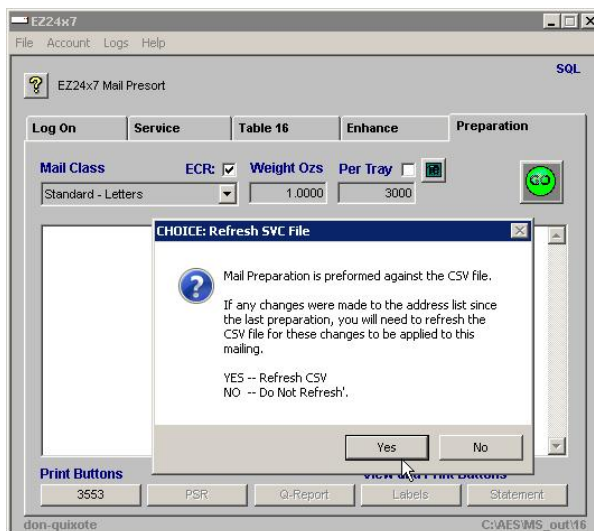 EZ24x7
File Account Logs Help
SQL
EZ24x7 Mail Presort
Log On Service Table 16 Enhance Preparation
Mail Class ECR: Weight Ozs Per Tray
Standard - Letters 1.0000 3000 GO
CHOICE: Refresh SVC File
Mail Preparation is preformed against the CSV file.
If any changes were made to the address list since
the last preparation, you will need to refresh the
CSV file for these changes to be applied to this
mailing.
YES -- Refresh CSV
NO -- Do Not Refresh'.
Yes No
Print Buttons View and Print Buttons
3553 PSR Q-Report Labels Statement
don-quixote C:\AES\MS_out\16